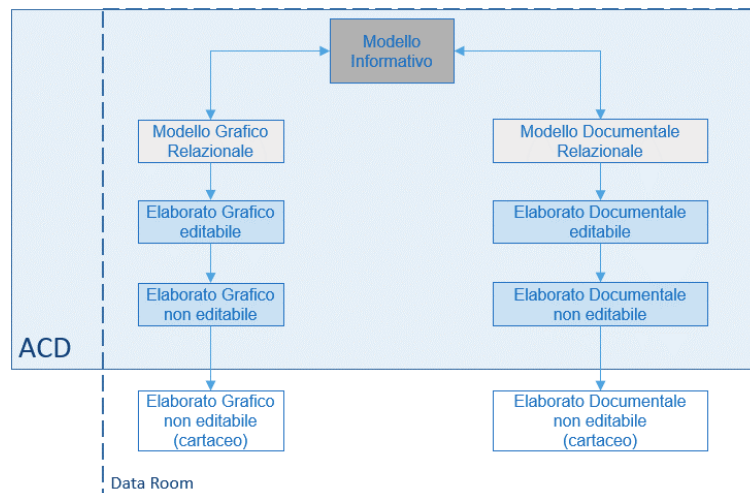 Modello
Informativo
Modello Grafico
Relazionale
Modello Documentale
Relazionale
Elaborato Grafico
editabile
Elaborato Documentale
editabile
Elaborato Grafico
non editabile
Elaborato Documentale
non editabile
ACD
Elaborato Grafico
non editabile
(cartaceo)
Elaborato Documentale
non editabile
(cartaceo)
Data Room